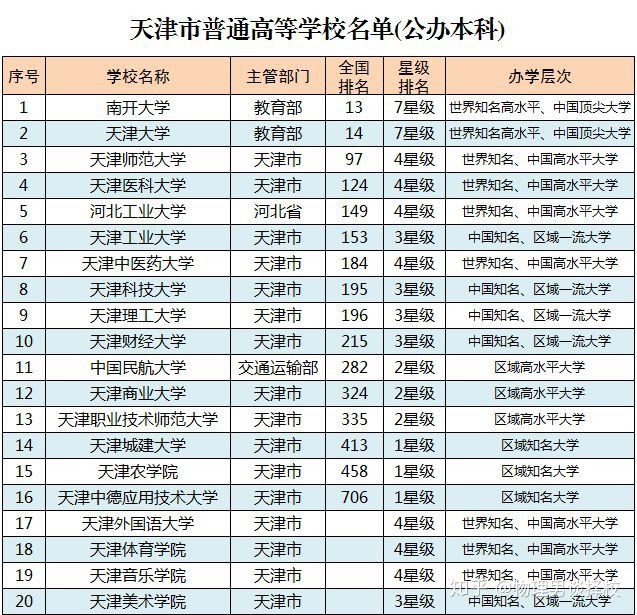 天津市普通高等学校名单(公办本科)
序号 学校名称 主管部门 全国排名 星级排名 办学层次
1 南开大学 教育部 13 7星级 世界知名高水平、中国顶尖大学
2 天津大学 教育部 14 7星级 世界知名高水平、中国顶尖大学
3 天津师范大学 天津市 97 4星级 世界知名、中国高水平大学
4 天津医科大学 天津市 124 4星级 世界知名、中国高水平大学
5 河北工业大学 河北省 149 4星级 世界知名、中国高水平大学
6 天津工业大学 天津市 153 3星级 中国知名、区域一流大学
7 天津中医药大学 天津市 184 4星级 世界知名、中国高水平大学
8 天津科技大学 天津市 195 3星级 中国知名、区域一流大学
9 天津理工大学 天津市 196 3星级 中国知名、区域一流大学
10 天津财经大学 天津市 215 3星级 中国知名、区域一流大学
11 中国民航大学 交通运输部 282 2星级 区域高水平大学
12 天津商业大学 天津市 324 2星级 区域高水平大学
13 天津职业技术师范大学 天津市 335 2星级 区域高水平大学
14 天津城建大学 天津市 413 1星级 区域知名大学
15 天津农学院 天津市 458 1星级 区域知名大学
16 天津中德应用技术大学 天津市 706 1星级 区域知名大学
17 天津外国语大学 天津市 4星级 世界知名、中国高水平大学
18 天津体育学院 天津市 4星级 世界知名、中国高水平大学
19 天津音乐学院 天津市 4星级 世界知名、中国高水平大学
20 天津美术学院 天津市 3星级 中国知名、区域一流大学
知乎 @物理男谈择校